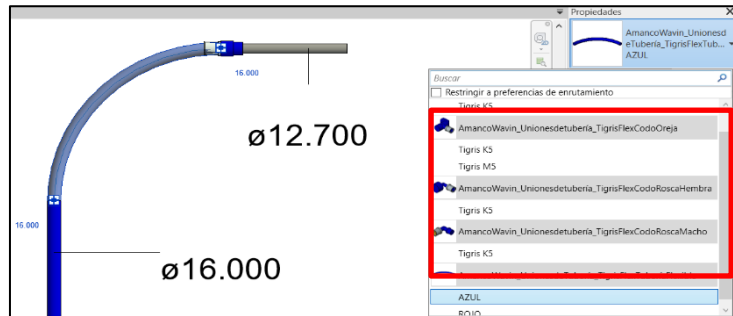 Propiedades
AmancoWavin_Unionesd
eTubería_TigrisFlexTub...
AZUL
Buscar
Restringir a preferencias de enrutamiento
Tigris K5
AmancoWavin_Unionesdetubería_TigrisFlexCodoOreja
Tigris K5
Tigris M5
AmancoWavin_Unionesdetubería_TigrisFlexCodoRoscaHembra
Tigris K5
AmancoWavin_Unionesdetubería_TigrisFlexCodoRoscaMacho
Tigris K5
AZUL
ROJO
16.000
ø12.700
16.000
ø16.000